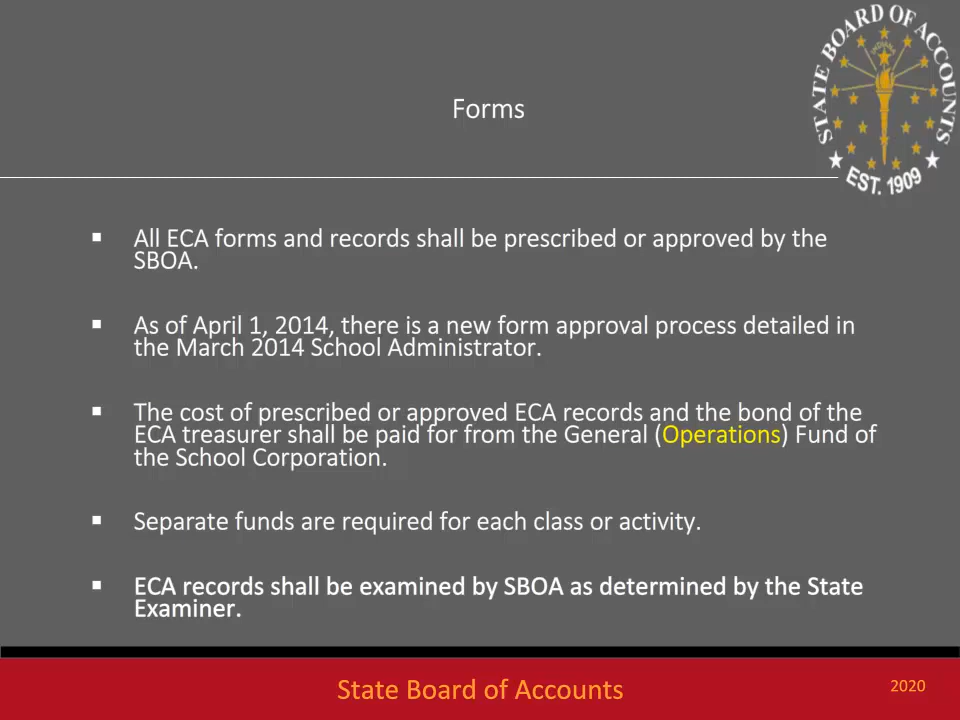 STATE BOARD OF ACCOUNTS
INDIANA
EST. 1909
Forms
▪ All ECA forms and records shall be prescribed or approved by the
SBOA.
▪ As of April 1, 2014, there is a new form approval process detailed in
the March 2014 School Administrator.
▪ The cost of prescribed or approved ECA records and the bond of the
ECA treasurer shall be paid for from the General (Operations) Fund of
the School Corporation.
▪ Separate funds are required for each class or activity.
▪ ECA records shall be examined by SBOA as determined by the State
Examiner.
State Board of Accounts
2020